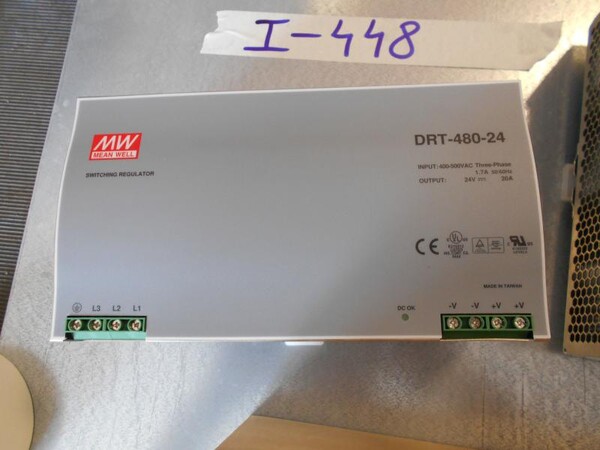 I-448
MW
MEAN WELL
DRT-480-24
SWITCHING REGULATOR
INPUT: 400-500VAC Three-Phase
1.7A 50/60Hz
OUTPUT: 24V 20A
CE
MADE IN TAIWAN
L3 L2 L1
DC OK
-V -V +V +V